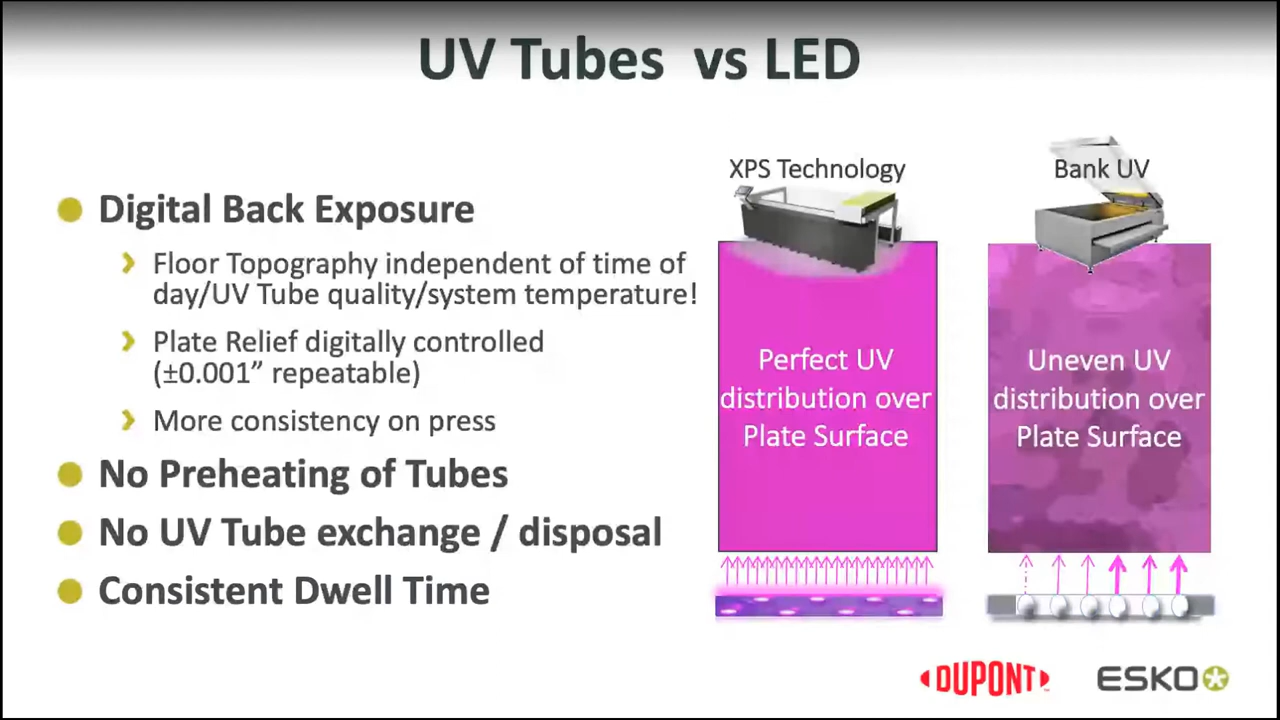 UV Tubes vs LED
Digital Back Exposure
Floor Topography independent of time of
day/UV Tube quality/system temperature!
Plate Relief digitally controlled
(±0.001” repeatable)
More consistency on press
No Preheating of Tubes
No UV Tube exchange / disposal
Consistent Dwell Time
XPS Technology
Perfect UV
distribution over
Plate Surface
Bank UV
Uneven UV
distribution over
Plate Surface
DUPONT
ESKO